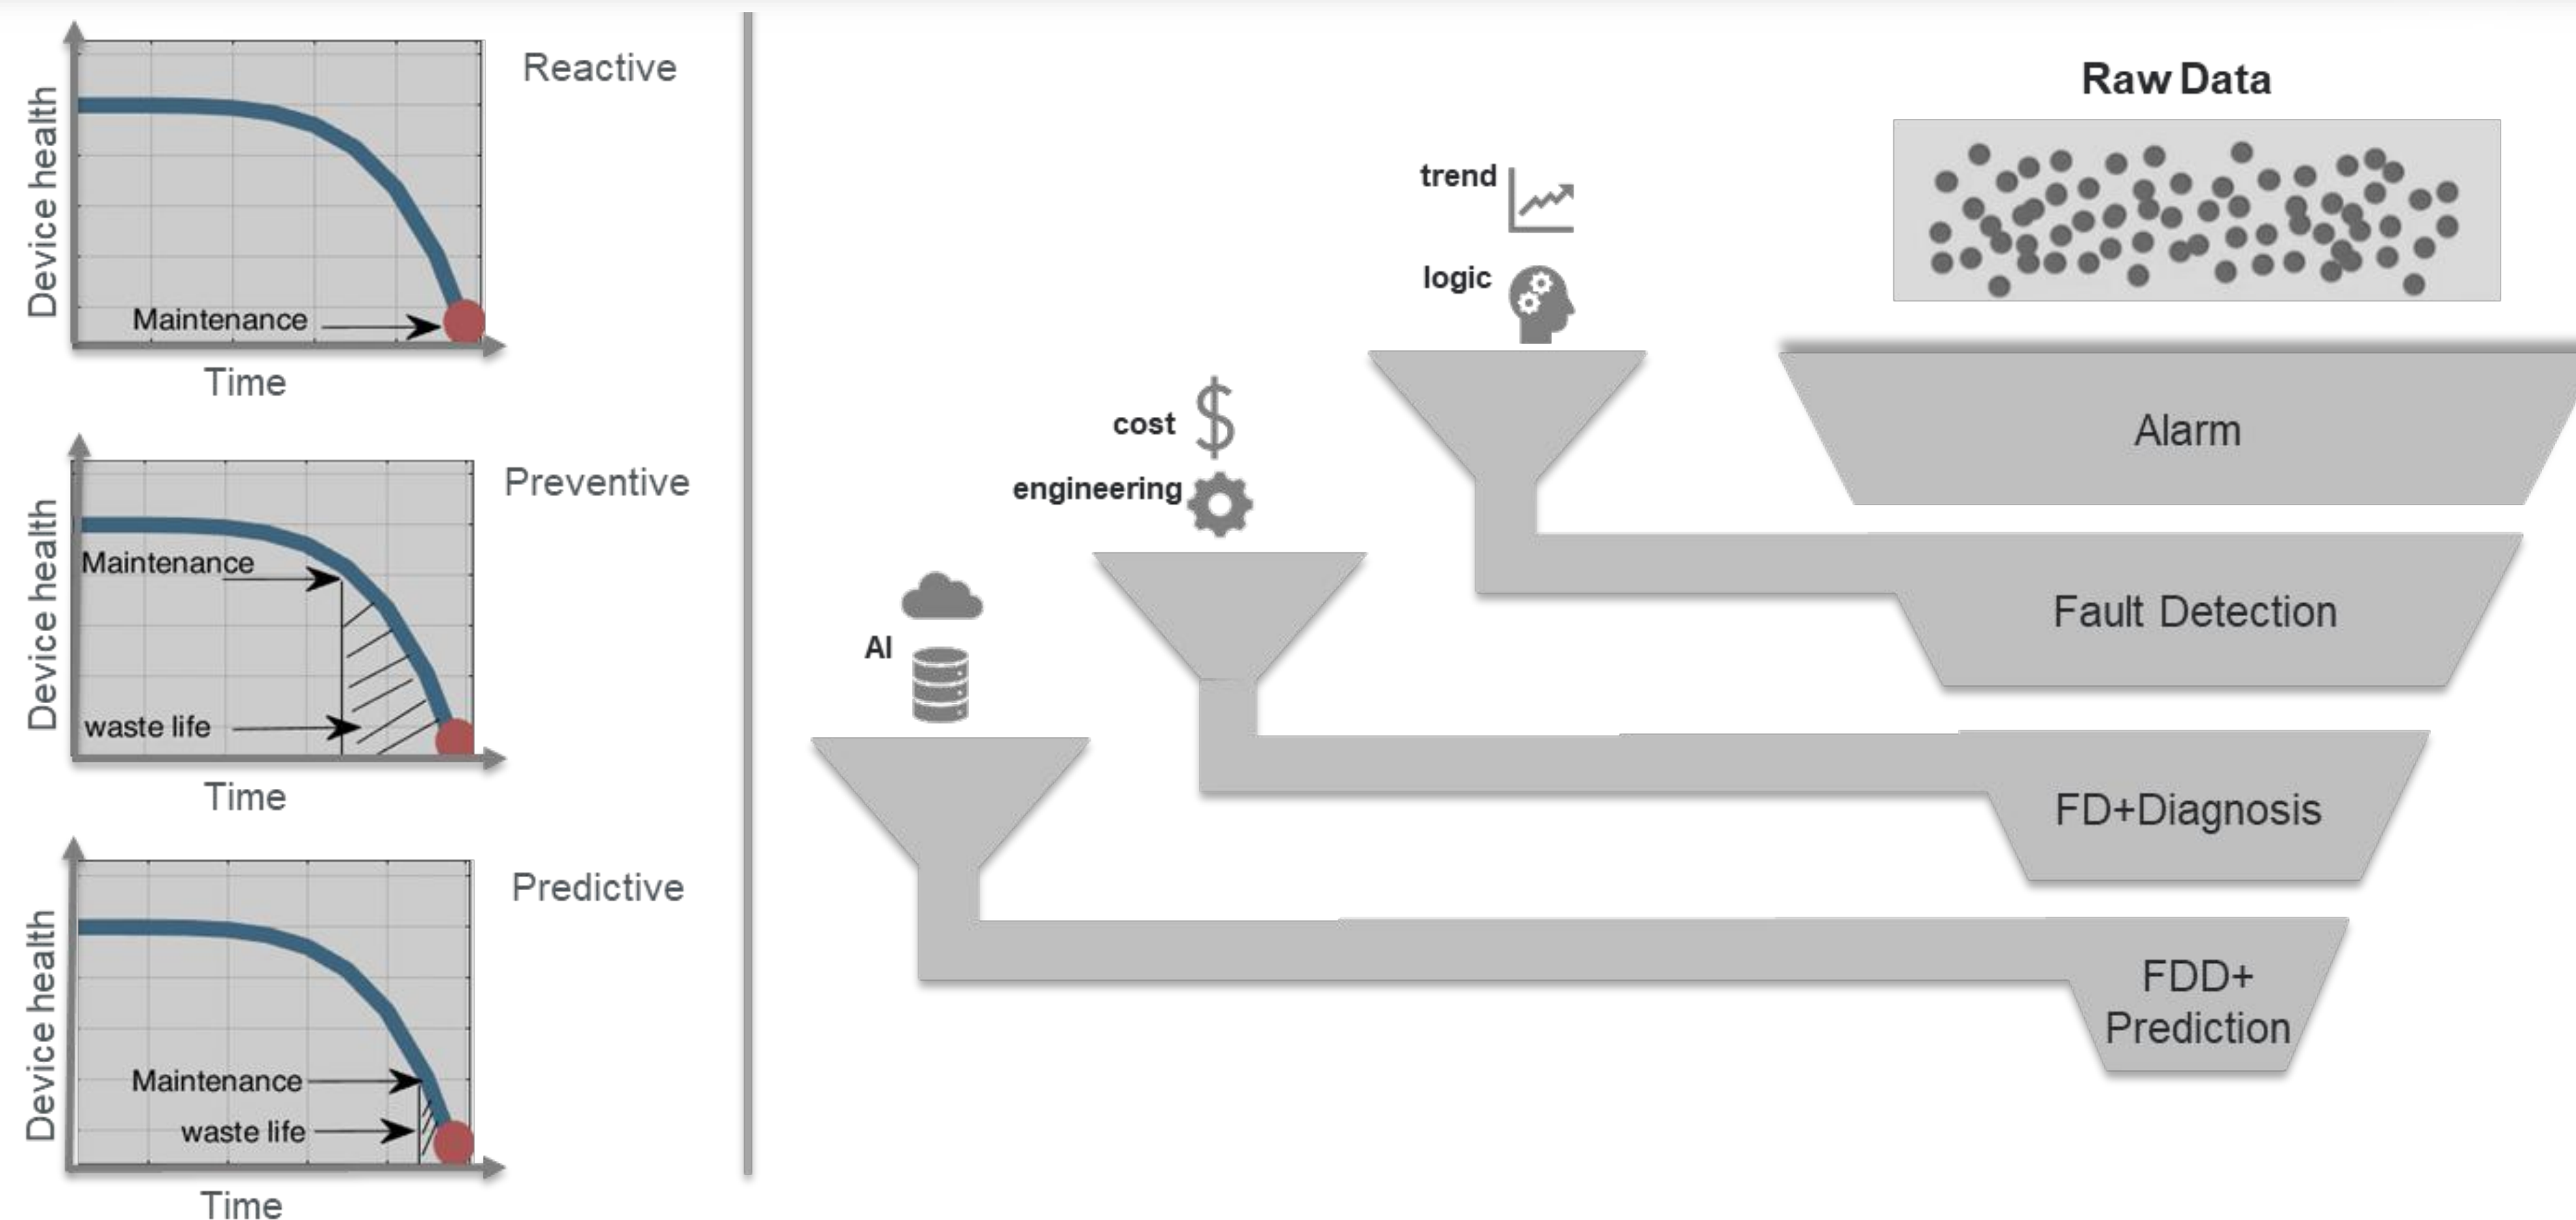 Device health
Reactive
Maintenance
Time
Device health
Preventive
Maintenance
waste life
Time
Device health
Predictive
Maintenance
waste life
Time
Raw Data
trend
logic
Alarm
cost
engineering
Fault Detection
AI
FD+Diagnosis
FDD+
Prediction